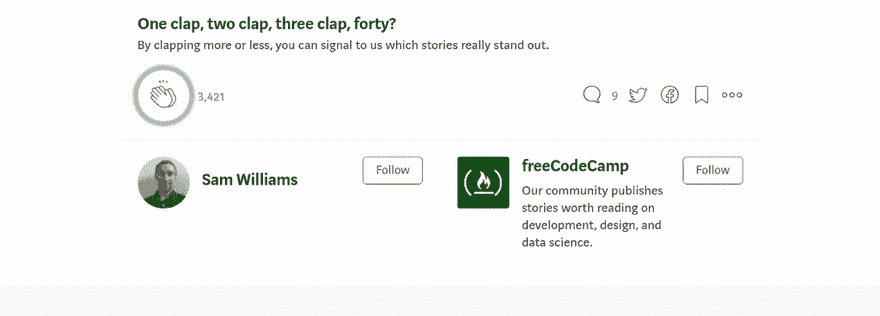 One clap, two clap, three clap, forty?
By clapping more or less, you can signal to us which stories really stand out.
3,421
9
Sam Williams
Follow
freeCodeCamp
Follow
Our community publishes
stories worth reading on
development, design, and
data science.